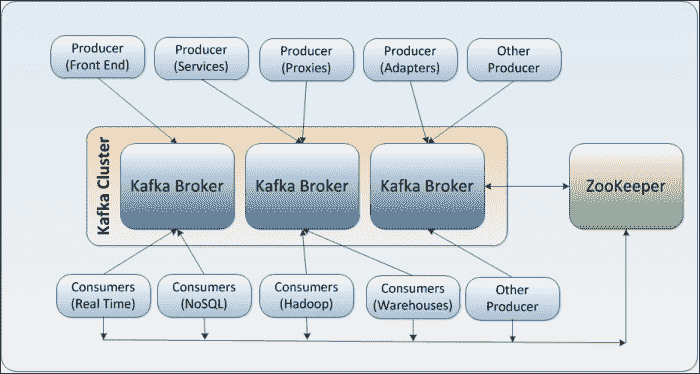 Producer
(Front End)
Producer
(Services)
Producer
(Proxies)
Producer
(Adapters)
Other
Producer
Kafka Cluster
Kafka Broker
Kafka Broker
Kafka Broker
ZooKeeper
Consumers
(Real Time)
Consumers
(NoSQL)
Consumers
(Hadoop)
Consumers
(Warehouses)
Other
Producer